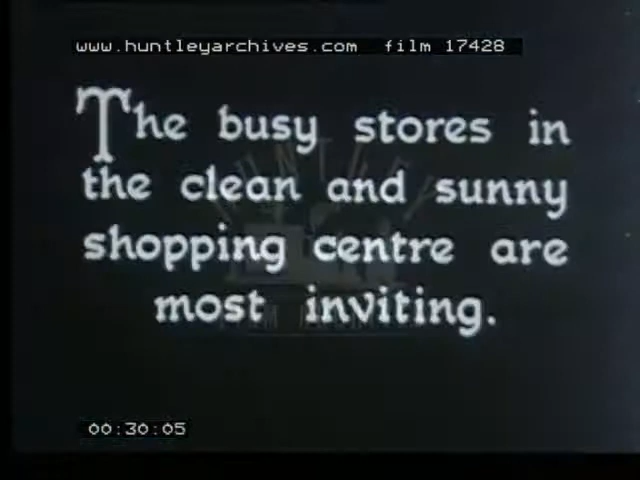 www.huntleyarchives.com film 17428
The busy stores in
the clean and sunny
shopping centre are
most inviting.
00:30:05